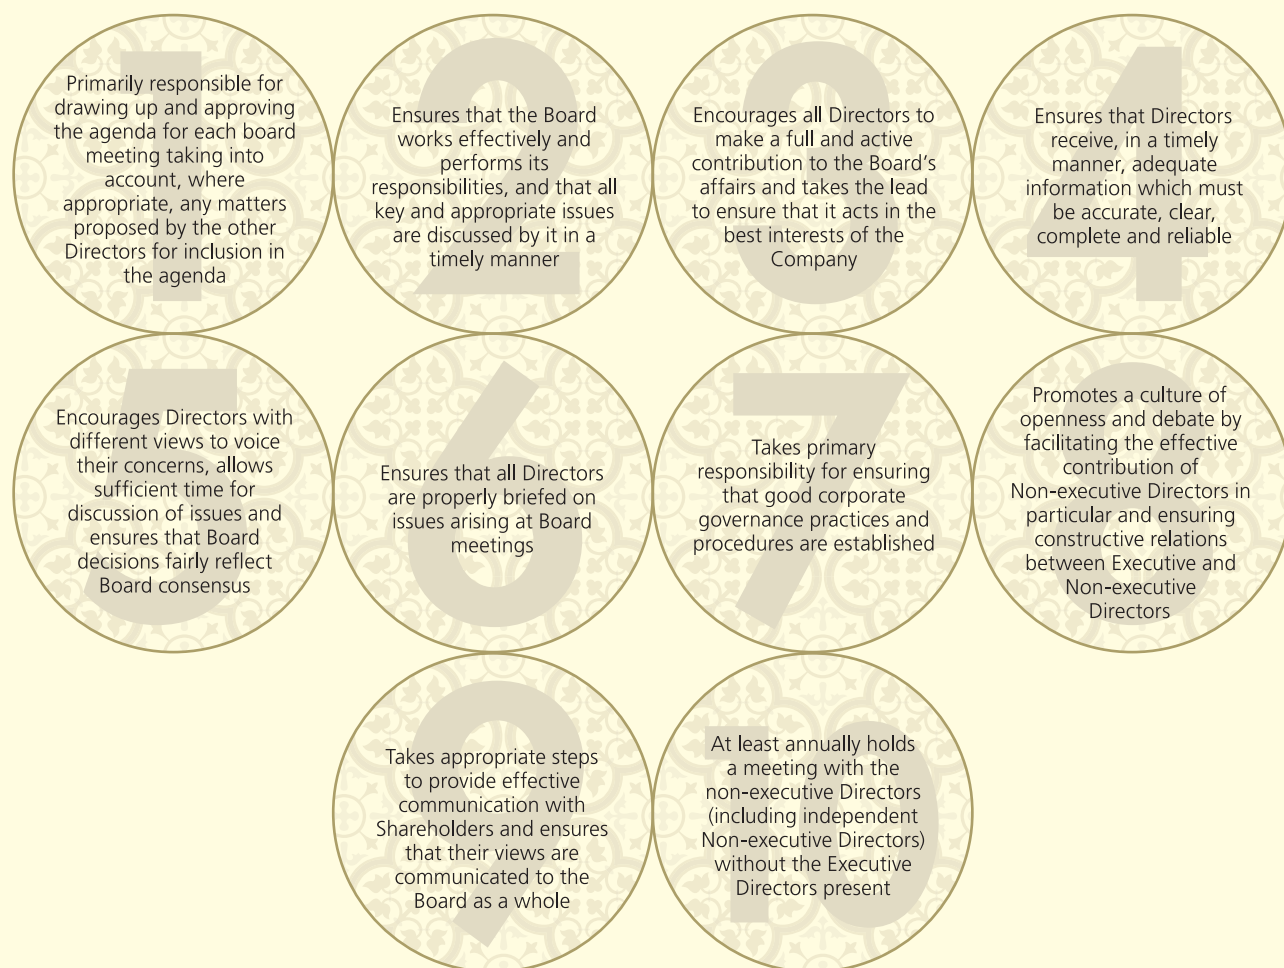 1
Primarily responsible for
drawing up and approving
the agenda for each board
meeting taking into
account, where
appropriate, any matters
proposed by the other
Directors for inclusion in
the agenda
2
Ensures that the Board
works effectively and
performs its
responsibilities, and that all
key and appropriate issues
are discussed by it in a
timely manner
3
Encourages all Directors to
make a full and active
contribution to the Board's
affairs and takes the lead
to ensure that it acts in the
best interests of the
Company
4
Ensures that Directors
receive, in a timely
manner, adequate
information which must
be accurate, clear,
complete and reliable
5
Encourages Directors with
different views to voice
their concerns, allows
sufficient time for
discussion of issues and
ensures that Board
decisions fairly reflect
Board consensus
6
Ensures that all Directors
are properly briefed on
issues arising at Board
meetings
7
Takes primary
responsibility for ensuring
that good corporate
governance practices and
procedures are established
8
Promotes a culture of
openness and debate by
facilitating the effective
contribution of
Non-executive Directors in
particular and ensuring
constructive relations
between Executive and
Non-executive
Directors
9
Takes appropriate steps
to provide effective
communication with
Shareholders and ensures
that their views are
communicated to the
Board as a whole
10
At least annually holds
a meeting with the
non-executive Directors
(including independent
Non-executive Directors)
without the Executive
Directors present